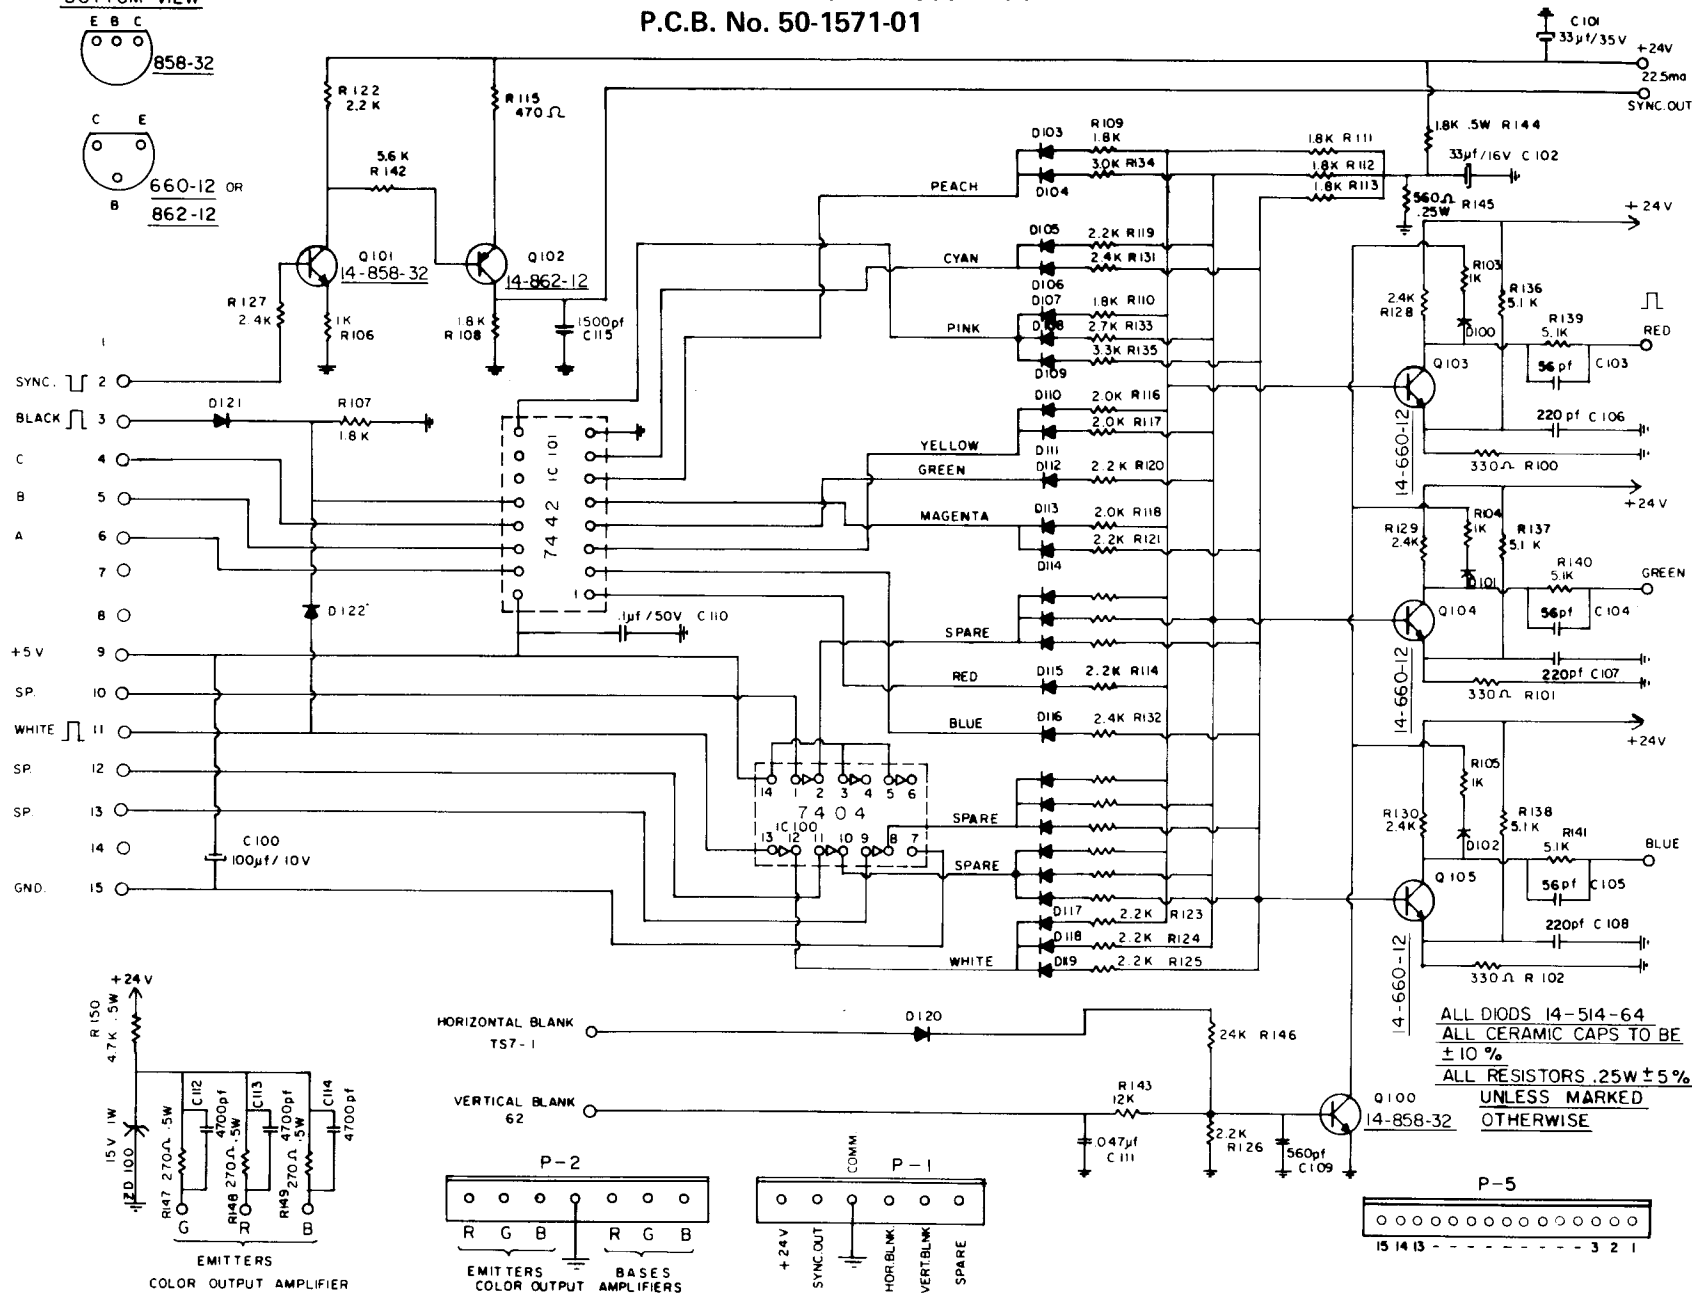 BOTTOM VIEW
P.C.B. No. 50-1571-01
E B C
858-32
C E
B
660-12 OR
862-12
R122
2.2 K
R115
470 Ω
5.6 K
R142
Q101
14-858-32
Q102
14-862-12
R127
2.4K
1K
R106
1.8K
R108
1500pf
C115
C101
33µf/35V
+24V
22.5ma
SYNC.OUT
1.8K .5W R144
33µf/16V C102
560Ω
.25W R145
1.8K R111
1.8K R112
1.8K R113
D103
R109
1.8K
3.0K R134
D104
PEACH
D105
2.2K R119
CYAN
2.4K R131
D106
D107
1.8K R110
PINK
D108
2.7K R133
3.3K R135
D109
D110
2.0K R116
2.0K R117
YELLOW
D111
GREEN
D112
2.2K R120
MAGENTA
D113
2.0K R118
2.2K R121
D114
SPARE
RED
D115
2.2K R114
BLUE
D116
2.4K R132
SPARE
SPARE
D117
2.2K R123
D118
2.2K R124
WHITE
D119
2.2K R125
1
SYNC. 2
BLACK 3
C 4
B 5
A 6
7
8
+5V 9
SP. 10
WHITE 11
SP. 12
SP. 13
14
GND. 15
D121
R107
1.8K
D122
IC 101
7442
1
.1µf/50V C110
C100
100µf/10V
14 1 2 3 4 5 6
7404
IC100
13 12 11 10 9 8 7
+24V
R103
1K
R136
5.1K
2.4K
R128
D100
R139
5.1K
RED
Q103
56pf C103
14-660-12
220pf C106
330Ω R100
+24V
R104
1K
R137
5.1K
R129
2.4K
D101
R140
5.1K
GREEN
Q104
56pf C104
14-660-12
220pf C107
330Ω R101
+24V
R105
1K
R138
5.1K
R130
2.4K
D102
R141
5.1K
BLUE
Q105
56pf C105
14-660-12
220pf C108
330Ω R102
HORIZONTAL BLANK
TS7-1
D120
24K R146
VERTICAL BLANK
62
R143
12K
.047µf
C111
2.2K
R126
560pf
C109
Q100
14-858-32
ALL DIODS 14-514-64
ALL CERAMIC CAPS TO BE
±10 %
ALL RESISTORS .25W ±5%
UNLESS MARKED
OTHERWISE
+24V
R150
4.7K .5W
15V 1W
ZD100
R147 270Ω .5W
C112
4700pf
R148 270Ω .5W
C113
4700pf
R149 270Ω .5W
C114
4700pf
G R B
EMITTERS
COLOR OUTPUT AMPLIFIER
P-2
R G B R G B
EMITTERS BASES
COLOR OUTPUT AMPLIFIERS
P-1
+24V
SYNC.OUT
COMM.
HOR.BLNK.
VERT.BLNK
SPARE
P-5
15 14 13 - - - - - - - - - 3 2 1